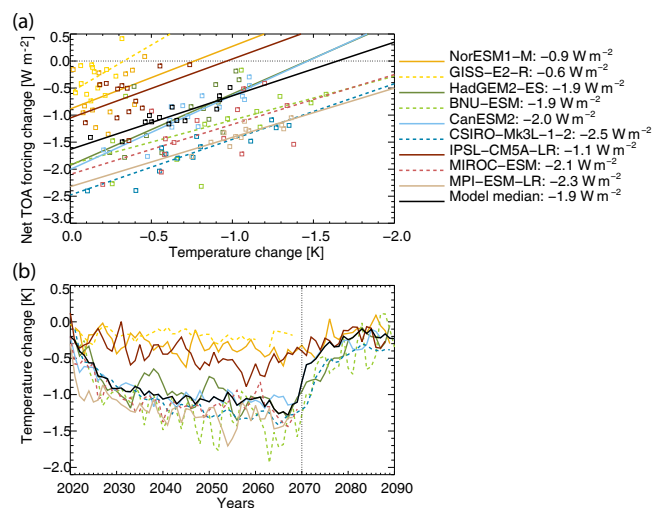 (a)
Net TOA forcing change [W m⁻²]
0.5
0.0
−0.5
−1.0
−1.5
−2.0
−2.5
−3.0
0.0 −0.5 −1.0 −1.5 −2.0
Temperature change [K]
NorESM1-M: −0.9 W m⁻²
GISS-E2-R: −0.6 W m⁻²
HadGEM2-ES: −1.9 W m⁻²
BNU-ESM: −1.9 W m⁻²
CanESM2: −2.0 W m⁻²
CSIRO-Mk3L-1-2: −2.5 W m⁻²
IPSL-CM5A-LR: −1.1 W m⁻²
MIROC-ESM: −2.1 W m⁻²
MPI-ESM-LR: −2.3 W m⁻²
Model median: −1.9 W m⁻²
(b)
Temperature change [K]
0.5
0.0
−0.5
−1.0
−1.5
−2.0
2020 2030 2040 2050 2060 2070 2080 2090
Years